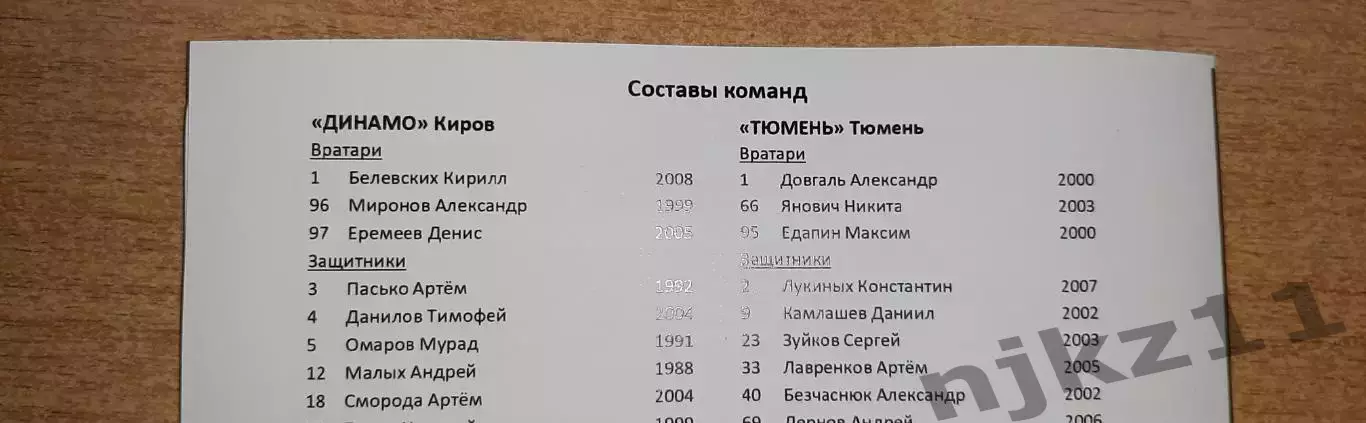 Составы команд
«ДИНАМО» Киров
Вратари
1 Белевских Кирилл 2008
96 Миронов Александр 1999
97 Еремеев Денис 2005
Защитники
3 Пасько Артём 1992
4 Данилов Тимофей 2004
5 Омаров Мурад 1991
12 Малых Андрей 1988
18 Сморода Артём 2004
«ТЮМЕНЬ» Тюмень
Вратари
1 Довгаль Александр 2000
66 Янович Никита 2003
95 Едапин Максим 2000
Защитники
2 Лукиных Константин 2007
9 Камлашев Даниил 2002
23 Зуйков Сергей 2003
33 Лавренков Артём 2005
40 Безчаснюк Александр 2002
69 Андрей 2006
njkz11